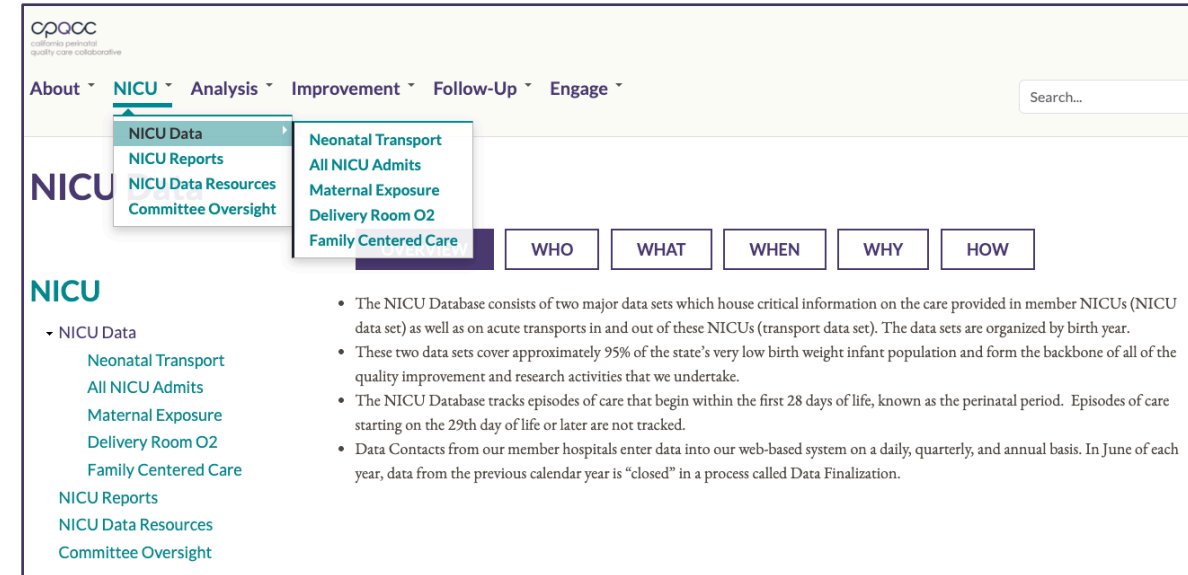 cpqcc
california perinatal
quality care collaborative
About NICU Analysis Improvement Follow-Up Engage
Search...
NICU Data
NICU Reports
NICU Data Resources
Committee Oversight
Neonatal Transport
All NICU Admits
Maternal Exposure
Delivery Room O2
Family Centered Care
NICU Data
OVERVIEW WHO WHAT WHEN WHY HOW
NICU
NICU Data
Neonatal Transport
All NICU Admits
Maternal Exposure
Delivery Room O2
Family Centered Care
NICU Reports
NICU Data Resources
Committee Oversight
• The NICU Database consists of two major data sets which house critical information on the care provided in member NICUs (NICU
data set) as well as on acute transports in and out of these NICUs (transport data set). The data sets are organized by birth year.
• These two data sets cover approximately 95% of the state’s very low birth weight infant population and form the backbone of all of the
quality improvement and research activities that we undertake.
• The NICU Database tracks episodes of care that begin within the first 28 days of life, known as the perinatal period.  Episodes of care
starting on the 29th day of life or later are not tracked.
• Data Contacts from our member hospitals enter data into our web-based system on a daily, quarterly, and annual basis. In June of each
year, data from the previous calendar year is “closed” in a process called Data Finalization.